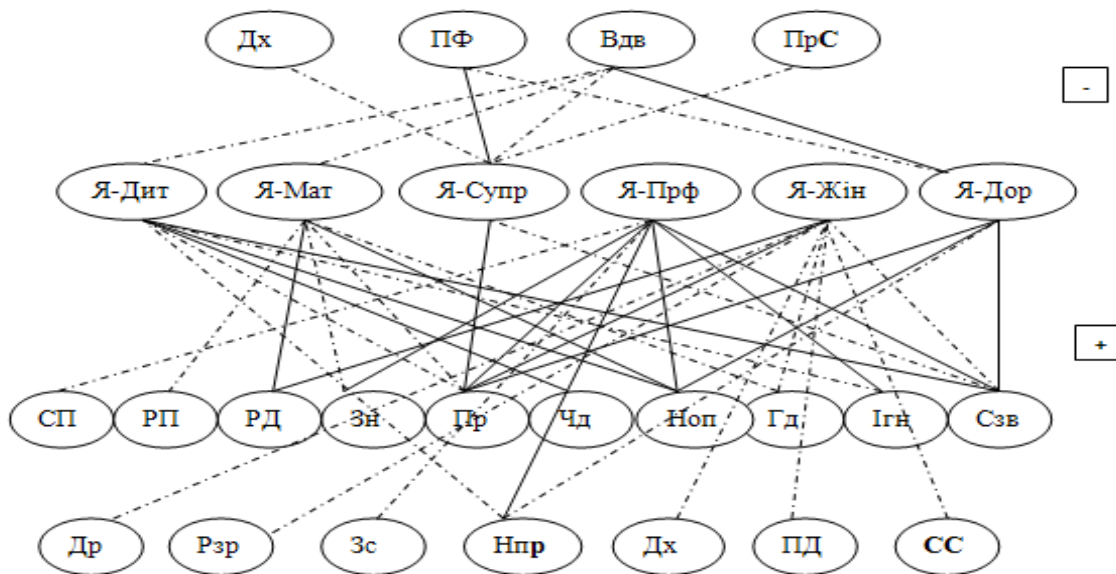 Дх ПФ Вдв ПрС
-
Я-Дит Я-Мат Я-Супр Я-Прф Я-Жін Я-Дор
+
СП РП РД Зн Пр Чд Ноп Гд Ігн Сзв
Др Рзр Зс Нпр Дх ПД СС